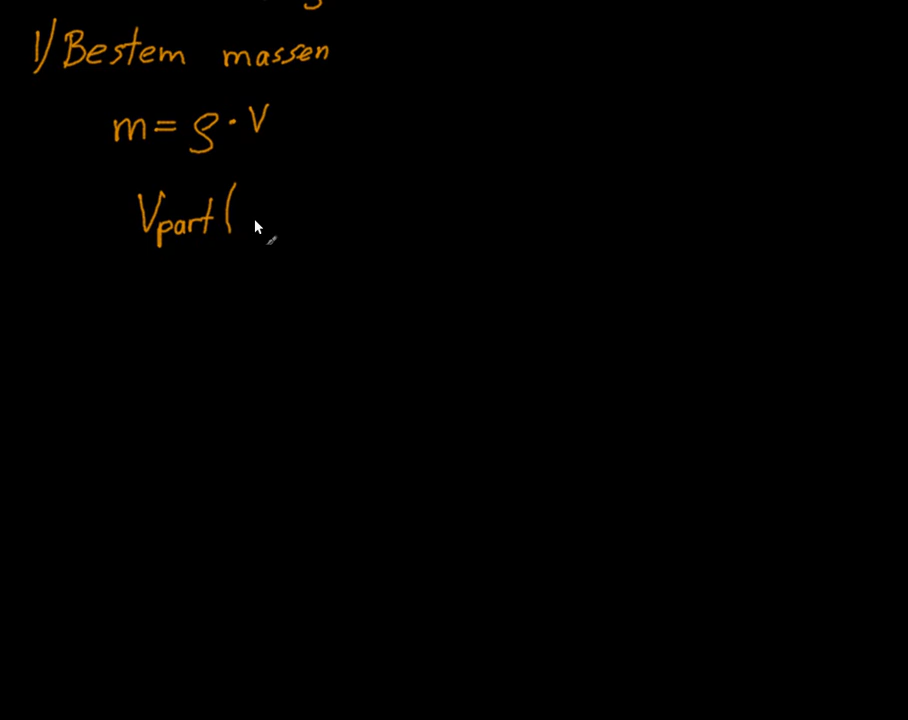 1/ Bestem massen
m = ρ · V
Vpart (